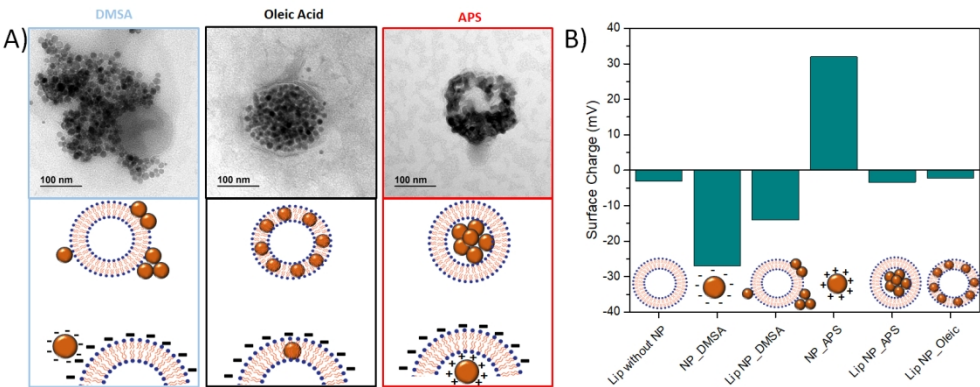 A)
DMSA
Oleic Acid
APS
100 nm
100 nm
100 nm
B)
Surface Charge (mV)
40
30
20
10
0
-10
-20
-30
-40
Lip without NP
NP_DMSA
Lip NP_DMSA
NP_APS
Lip NP_APS
Lip NP_Oleic